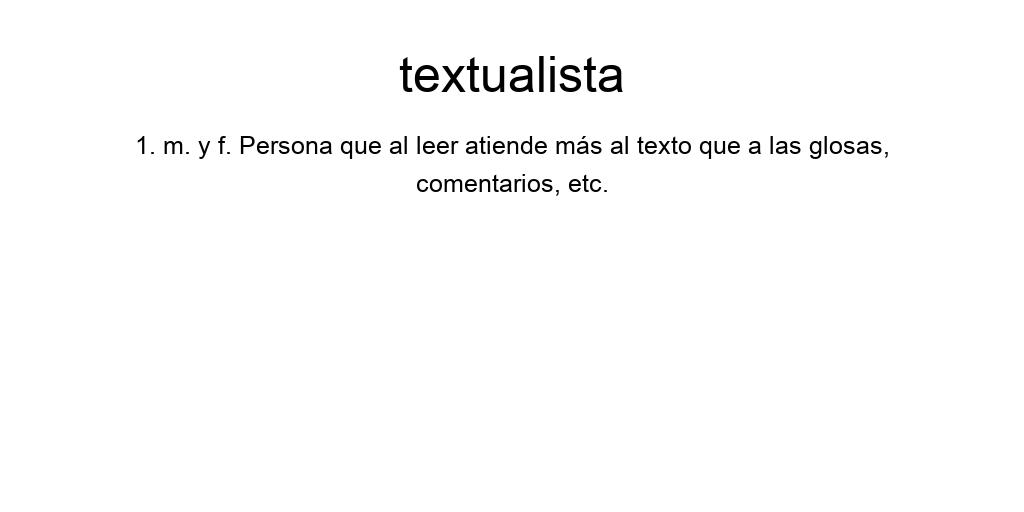 textualista
1. m. y f. Persona que al leer atiende más al texto que a las glosas,
comentarios, etc.